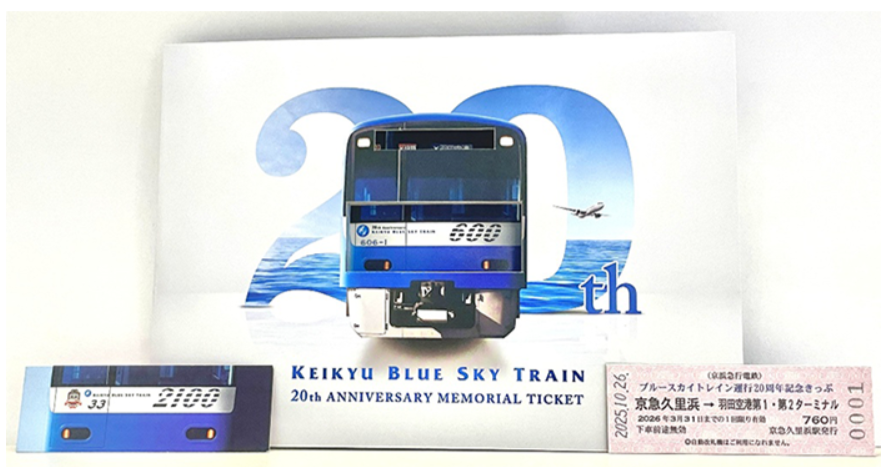 20th
600
KEIKYU BLUE SKY TRAIN
606-1
KEIKYU BLUE SKY TRAIN
20th ANNIVERSARY MEMORIAL TICKET
KEIKYU BLUE SKY TRAIN
33
2100
2025.10.26.
(京浜急行電鉄)
ブルースカイトレイン運行20周年記念きっぷ
京急久里浜 → 羽田空港第1・第2ターミナル
2026年3月31日までの1回限り有効 760円
下車前途無効 京急久里浜駅発行
◎自動改札機はご利用になれません。
0001